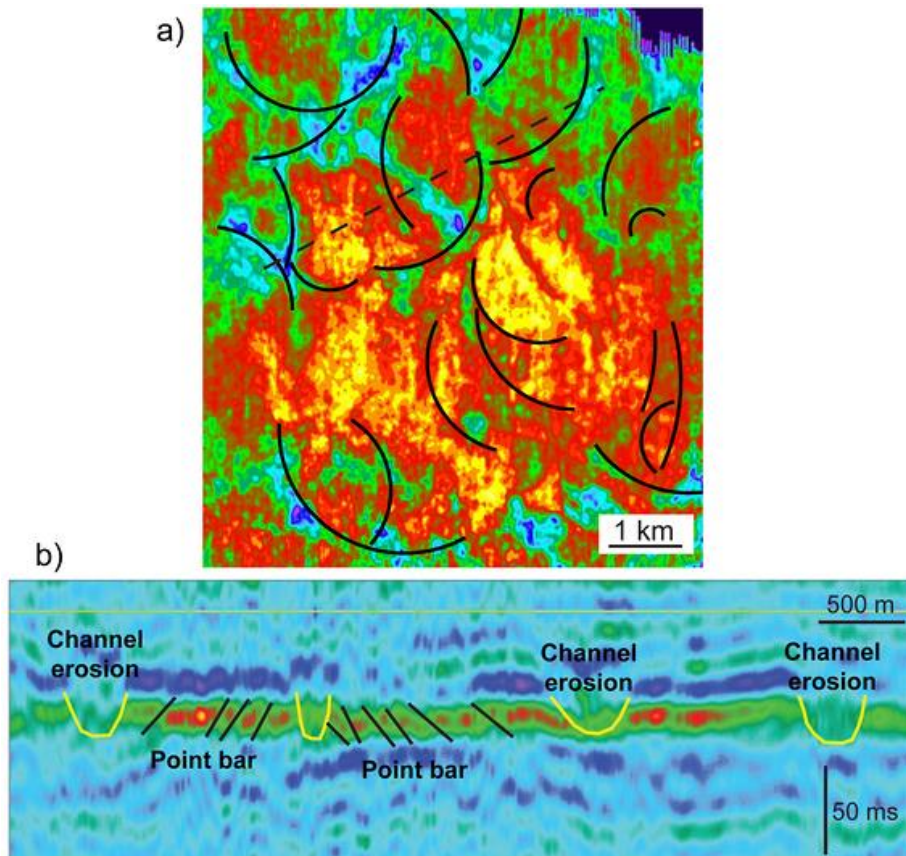 a)
1 km
b)
500 m
Channel
erosion
Channel
erosion
Channel
erosion
Point bar
Point bar
50 ms